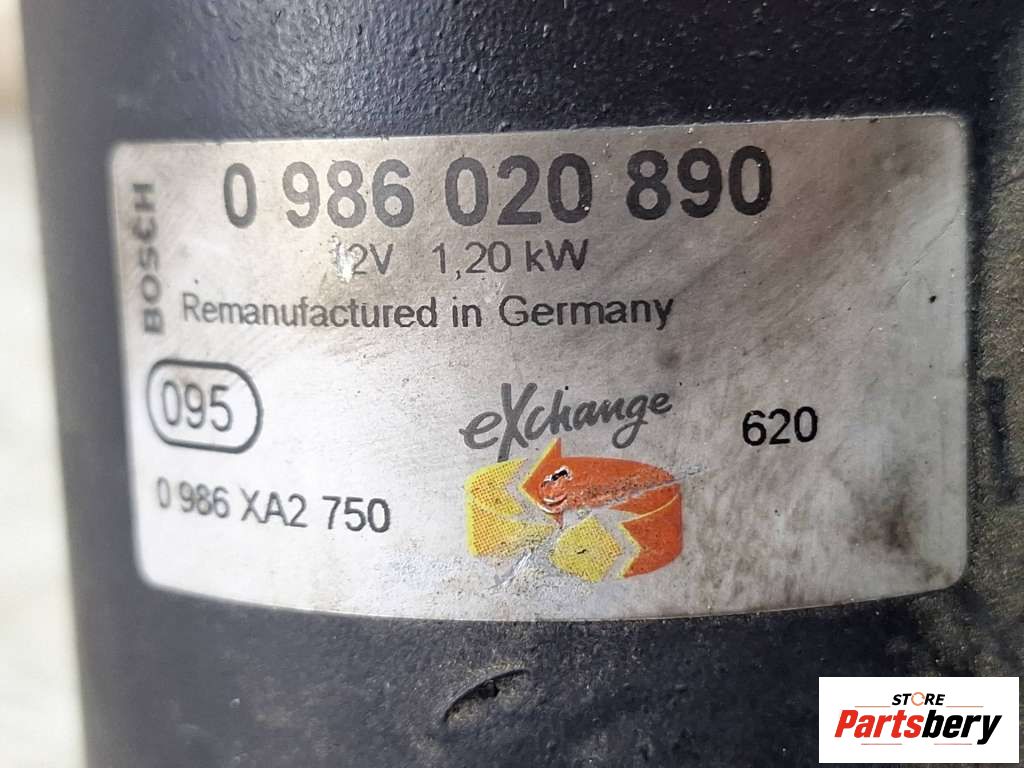 BOSCH
0 986 020 890
12V 1,20 kW
Remanufactured in Germany
095
eXchange
620
0 986 XA2 750
STORE
Partsbery